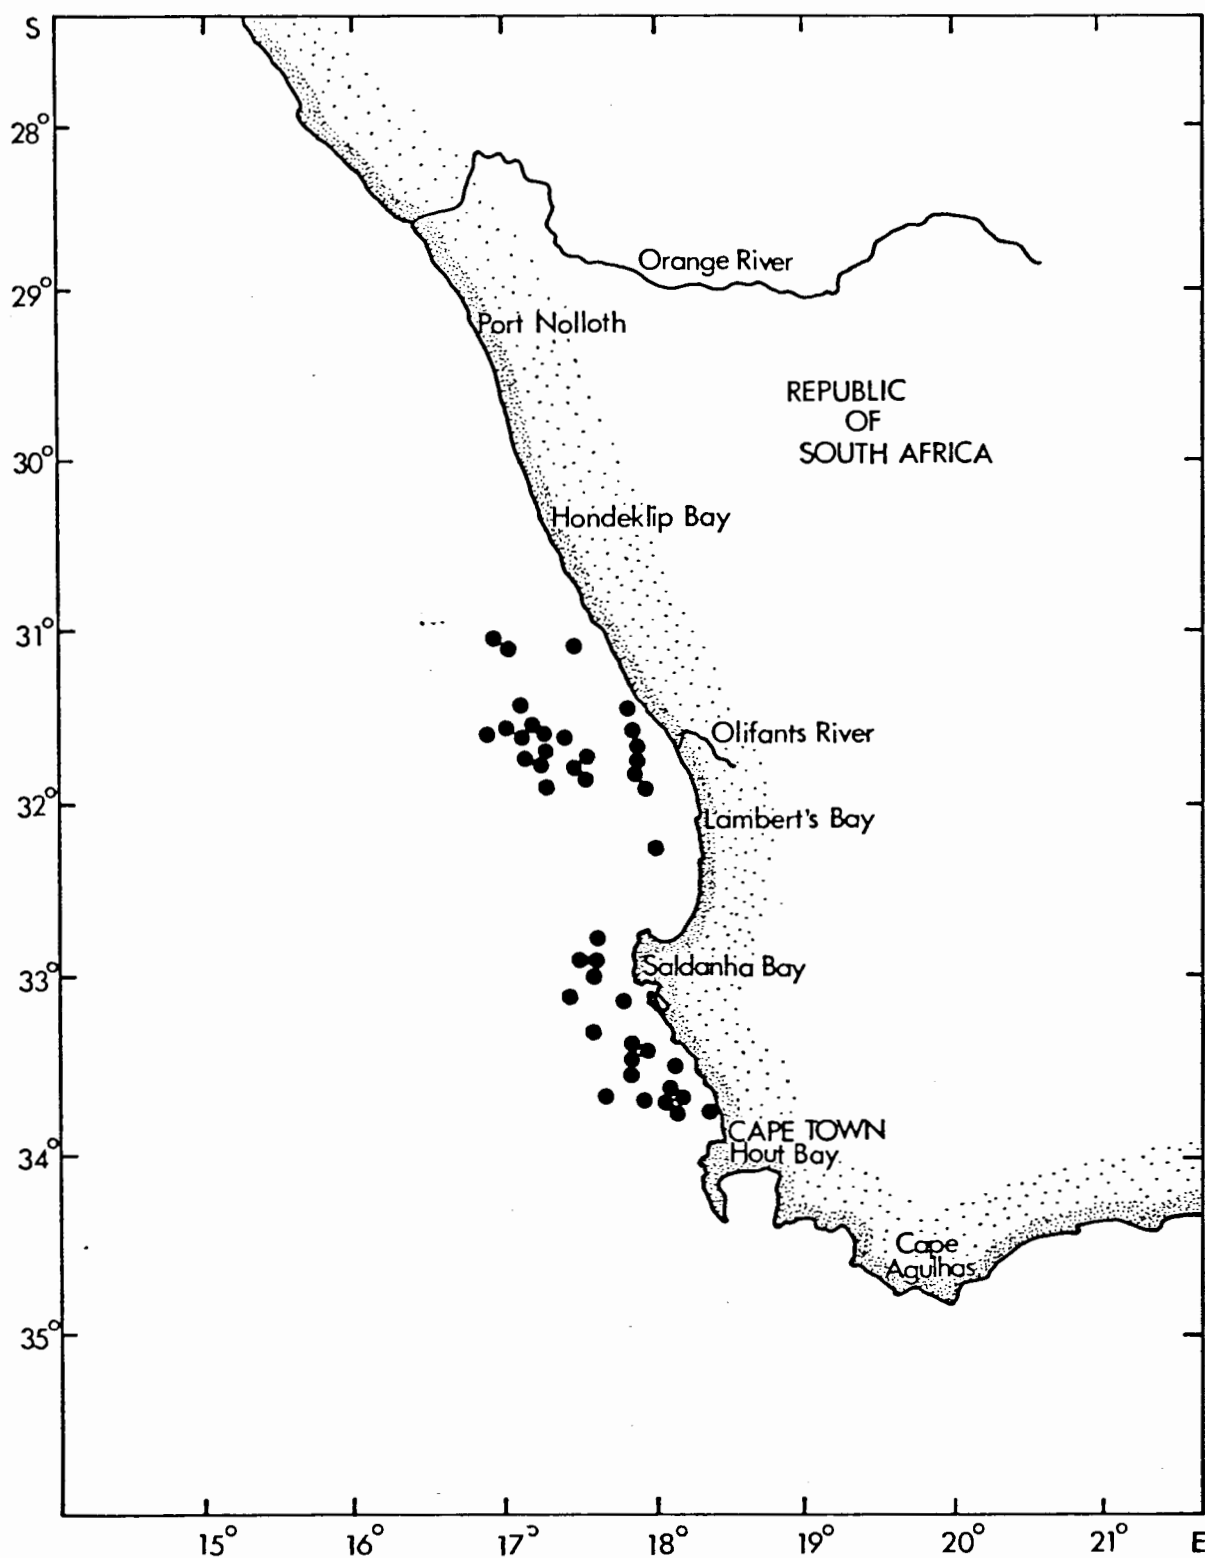 S
28°
Orange River
29°
Port Nolloth
REPUBLIC
OF
SOUTH AFRICA
30°
Hondeklip Bay
31°
Olifants River
32°
Lambert's Bay
33°
Saldanha Bay
CAPE TOWN
34°
Hout Bay
Cape
Agulhas
35°
15° 16° 17° 18° 19° 20° 21° E